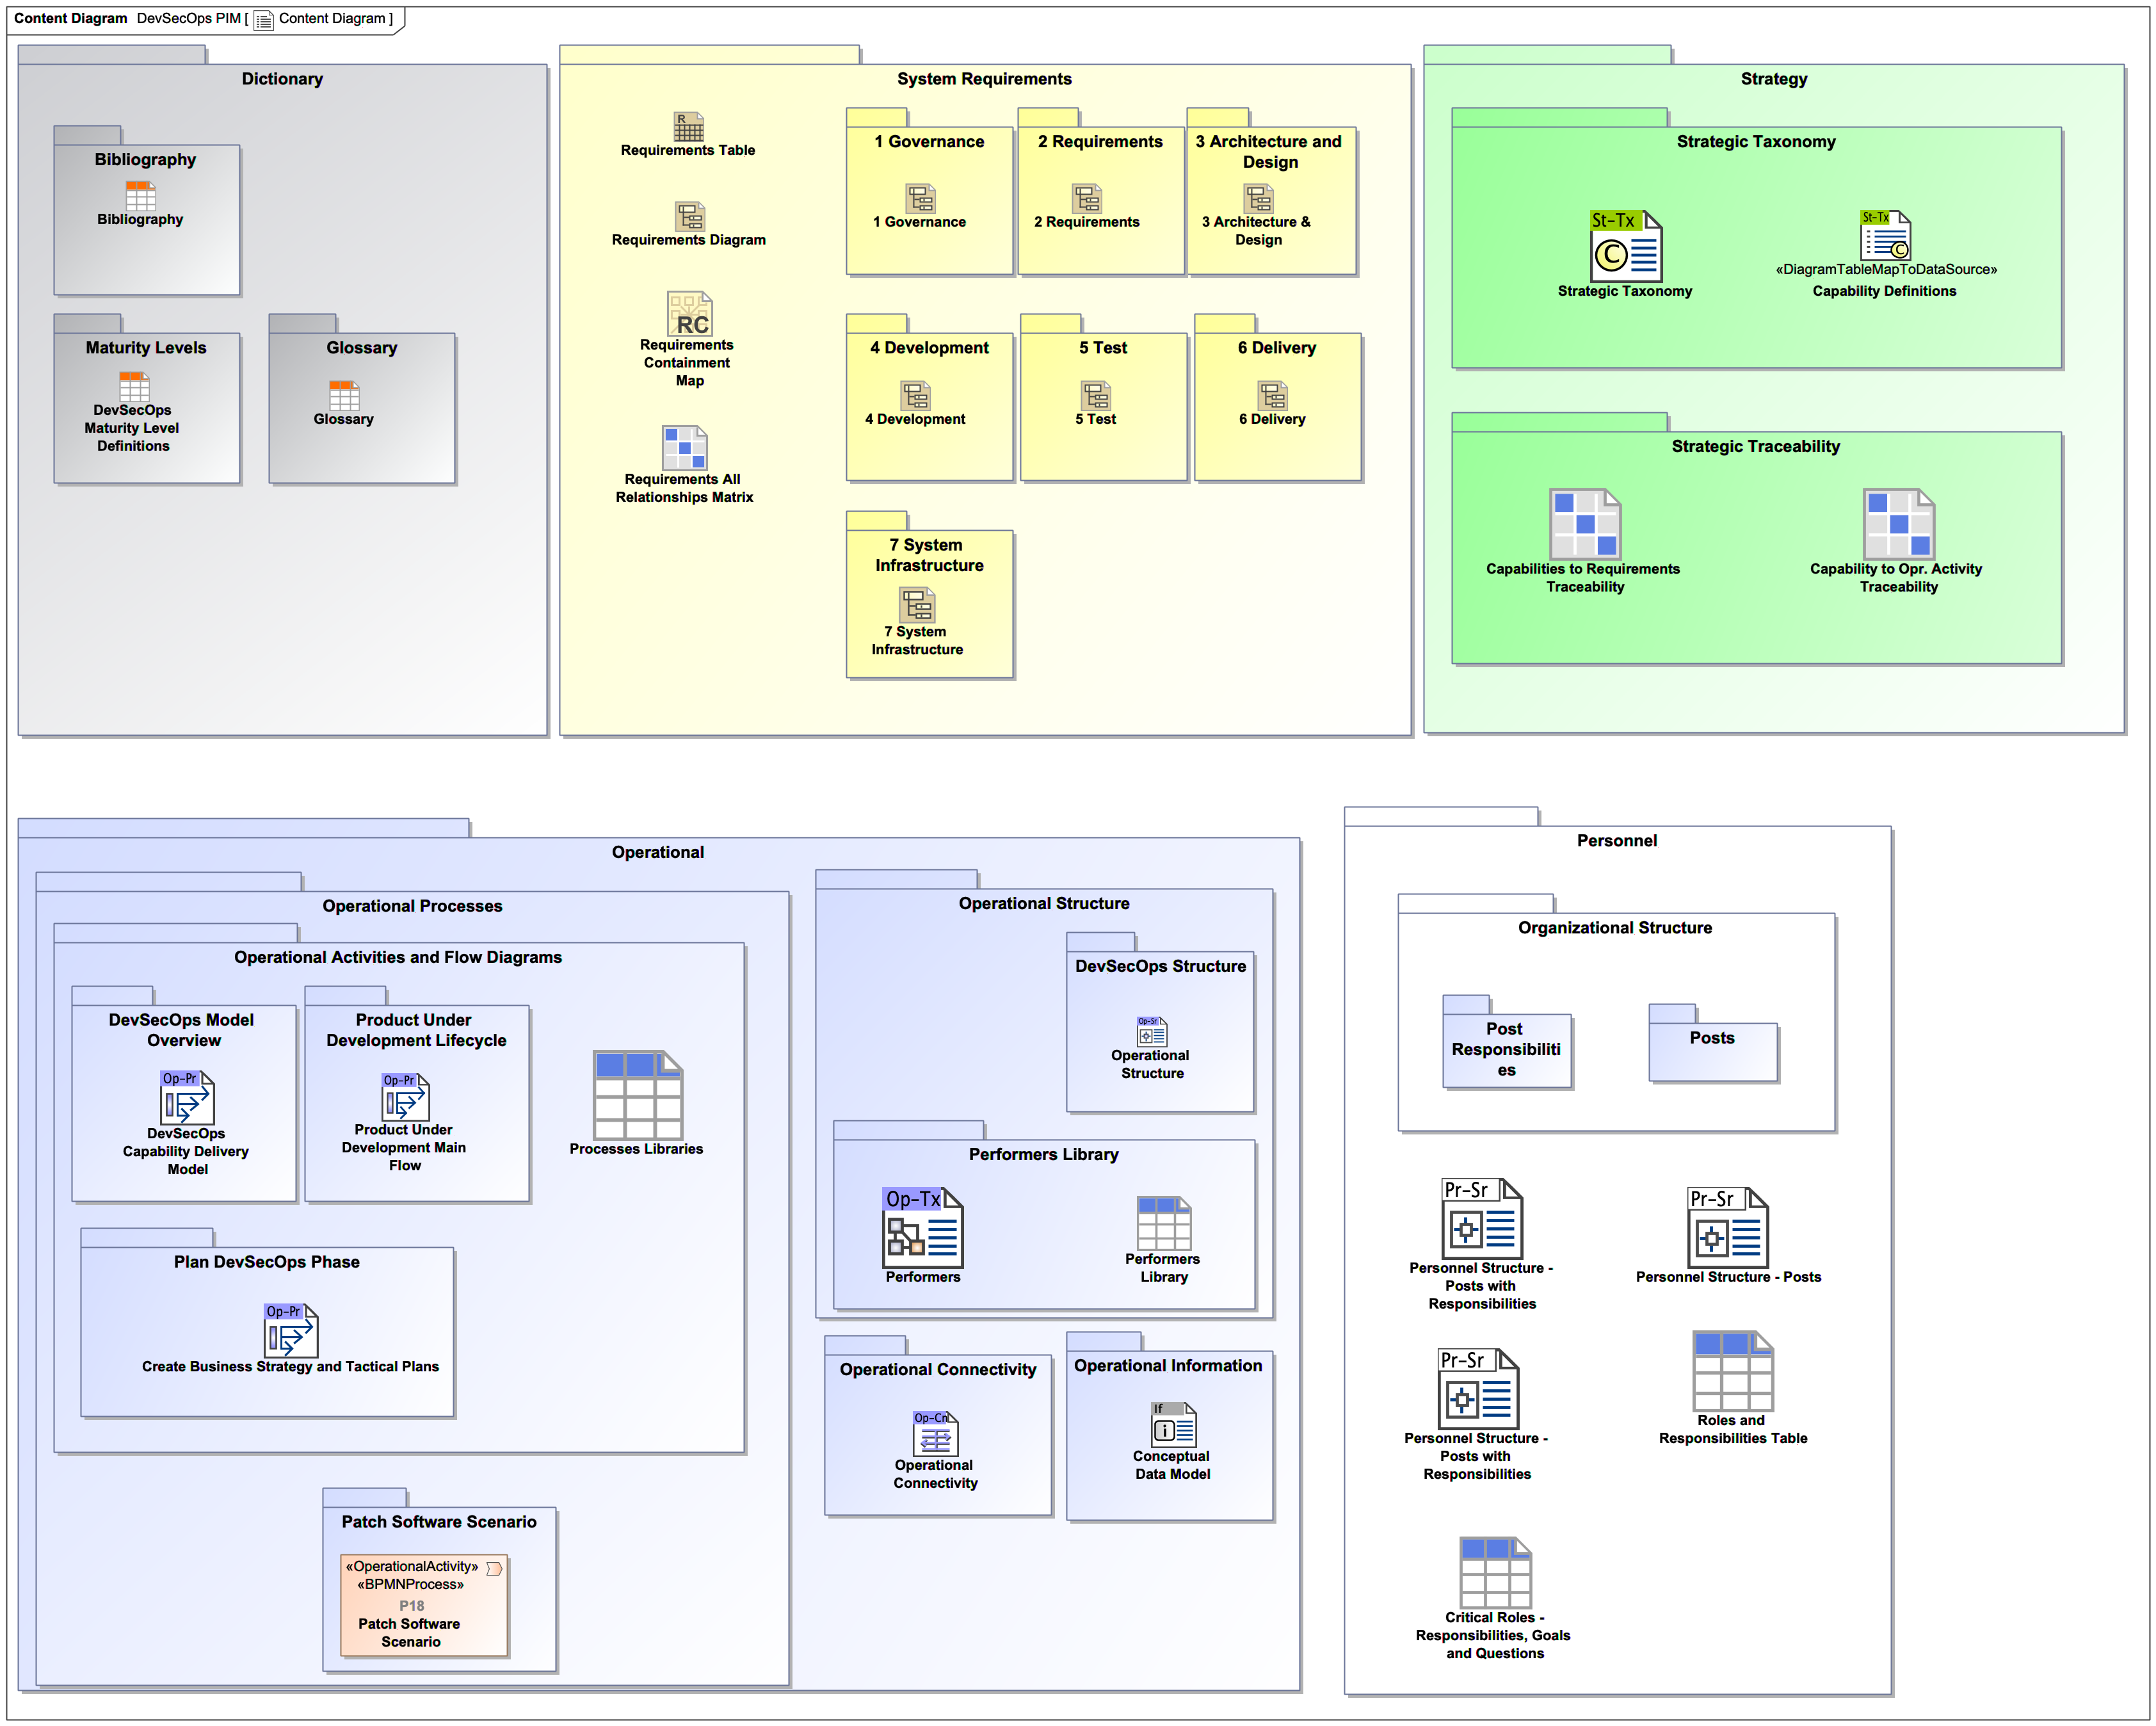 Content Diagram DevSecOps PIM [ Content Diagram ]
Dictionary
Bibliography
Bibliography
Maturity Levels
DevSecOps
Maturity Level
Definitions
Glossary
Glossary
System Requirements
R
Requirements Table
Requirements Diagram
RC
Requirements
Containment
Map
Requirements All
Relationships Matrix
1 Governance
1 Governance
2 Requirements
2 Requirements
3 Architecture and
Design
3 Architecture &
Design
4 Development
4 Development
5 Test
5 Test
6 Delivery
6 Delivery
7 System
Infrastructure
7 System
Infrastructure
Strategy
Strategic Taxonomy
St-Tx
C
Strategic Taxonomy
St-Tx
C
«DiagramTableMapToDataSource»
Capability Definitions
Strategic Traceability
Capabilities to Requirements
Traceability
Capability to Opr. Activity
Traceability
Operational
Operational Processes
Operational Activities and Flow Diagrams
DevSecOps Model
Overview
Op-Pr
DevSecOps
Capability Delivery
Model
Product Under
Development Lifecycle
Op-Pr
Product Under
Development Main
Flow
Processes Libraries
Plan DevSecOps Phase
Op-Pr
Create Business Strategy and Tactical Plans
Patch Software Scenario
«OperationalActivity»
«BPMNProcess»
P18
Patch Software
Scenario
Operational Structure
DevSecOps Structure
Op-Sr
Operational
Structure
Performers Library
Op-Tx
Performers
Performers
Library
Operational Connectivity
Op-Cn
Operational
Connectivity
Operational Information
If
i
Conceptual
Data Model
Personnel
Organizational Structure
Post
Responsibiliti
es
Posts
Pr-Sr
Personnel Structure -
Posts with
Responsibilities
Pr-Sr
Personnel Structure - Posts
Pr-Sr
Personnel Structure -
Posts with
Responsibilities
Roles and
Responsibilities Table
Critical Roles -
Responsibilities, Goals
and Questions